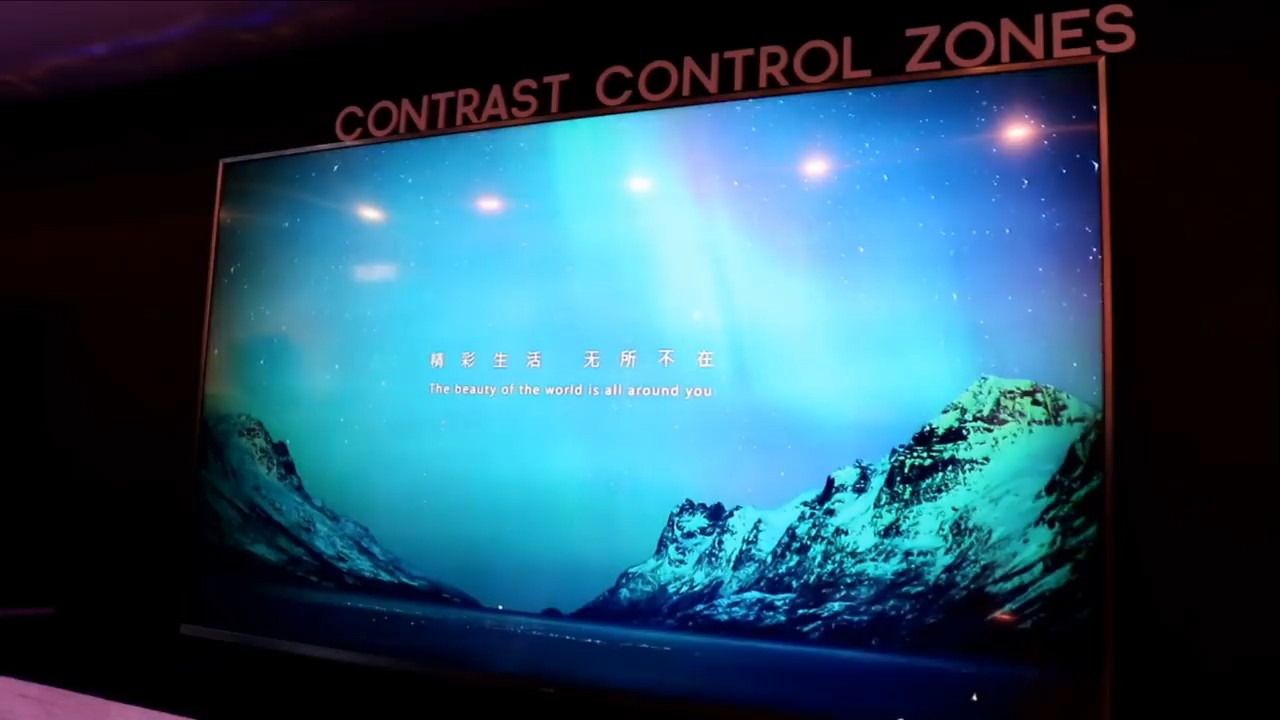 CONTRAST CONTROL ZONES
精彩生活 无所不在
The beauty of the world is all around you